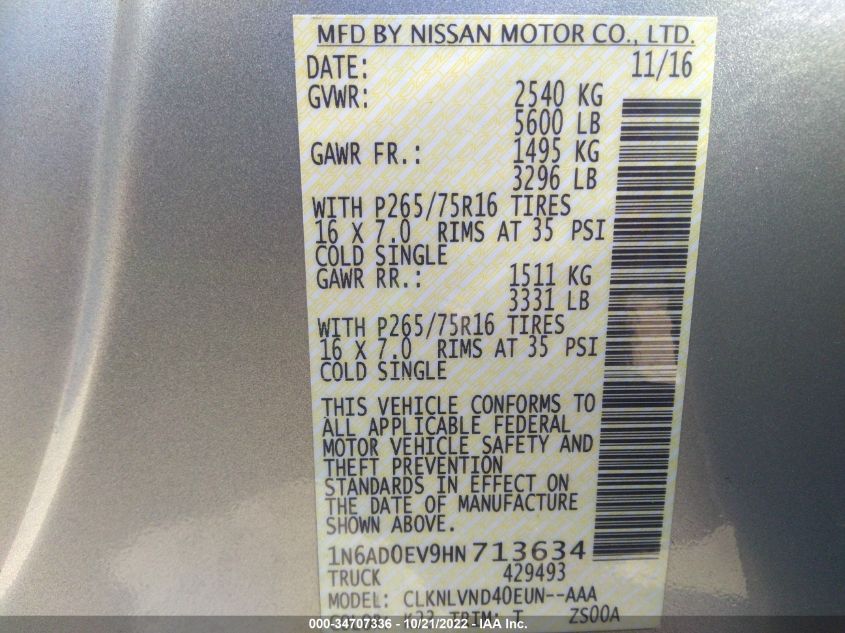 MFD BY NISSAN MOTOR CO., LTD.
DATE: 11/16
GVWR: 2540 KG
5600 LB
GAWR FR.: 1495 KG
3296 LB
WITH P265/75R16 TIRES
16 X 7.0 RIMS AT 35 PSI
COLD SINGLE
GAWR RR.: 1511 KG
3331 LB
WITH P265/75R16 TIRES
16 X 7.0 RIMS AT 35 PSI
COLD SINGLE
THIS VEHICLE CONFORMS TO
ALL APPLICABLE FEDERAL
MOTOR VEHICLE SAFETY AND
THEFT PREVENTION
STANDARDS IN EFFECT ON
THE DATE OF MANUFACTURE
SHOWN ABOVE.
1N6AD0EV9HN713634
TRUCK 429493
MODEL: CLKNLVND40EUN--AAA
TRIM: T ZS00A
000-34707336 - 10/21/2022 - IAA Inc.